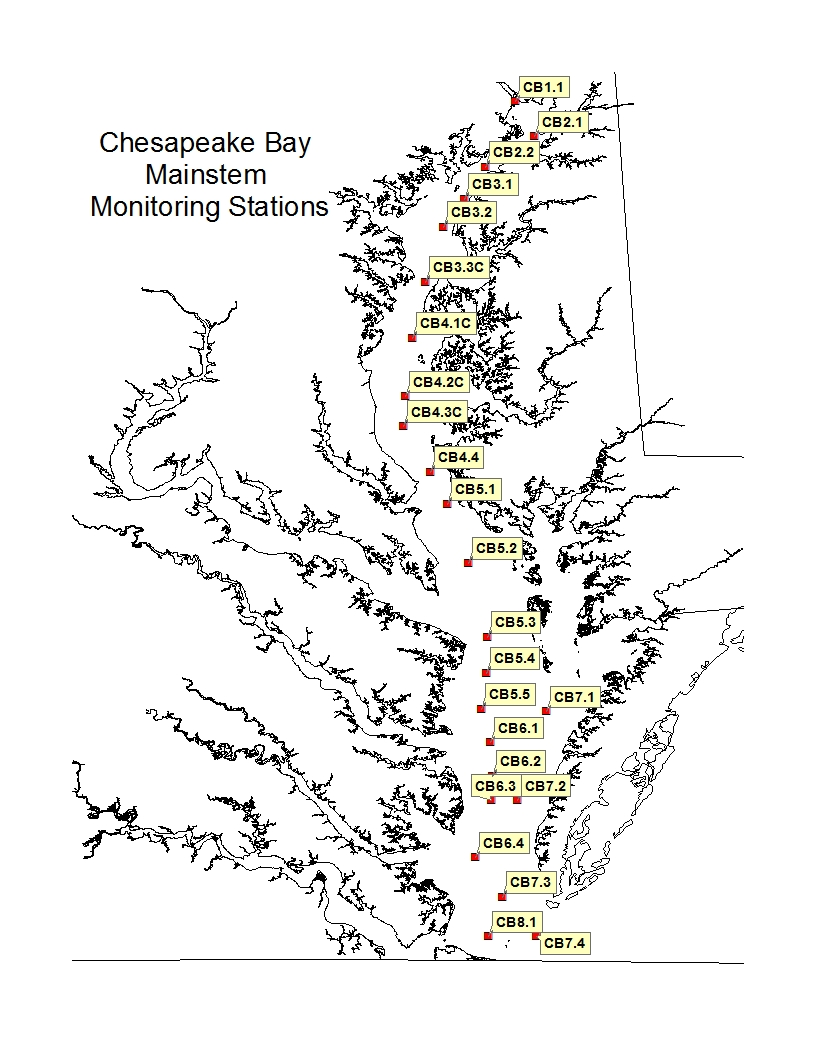 Chesapeake Bay
Mainstem
Monitoring Stations
CB1.1
CB2.1
CB2.2
CB3.1
CB3.2
CB3.3C
CB4.1C
CB4.2C
CB4.3C
CB4.4
CB5.1
CB5.2
CB5.3
CB5.4
CB5.5
CB7.1
CB6.1
CB6.2
CB6.3
CB7.2
CB6.4
CB7.3
CB8.1
CB7.4